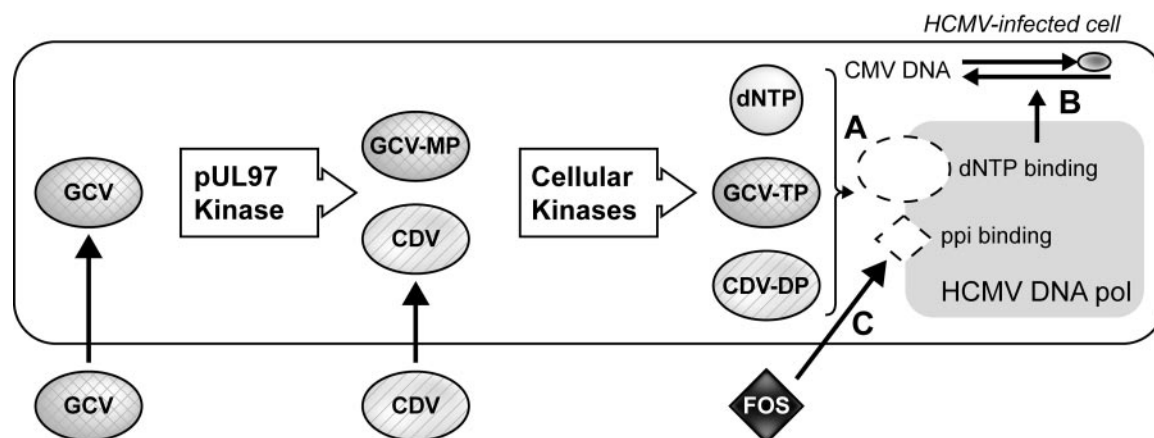 HCMV-infected cell
CMV DNA
B
dNTP
A
GCV-MP
GCV
pUL97
Kinase
Cellular
Kinases
GCV-TP
dNTP binding
CDV
ppi binding
CDV-DP
HCMV DNA pol
C
GCV
CDV
FOS